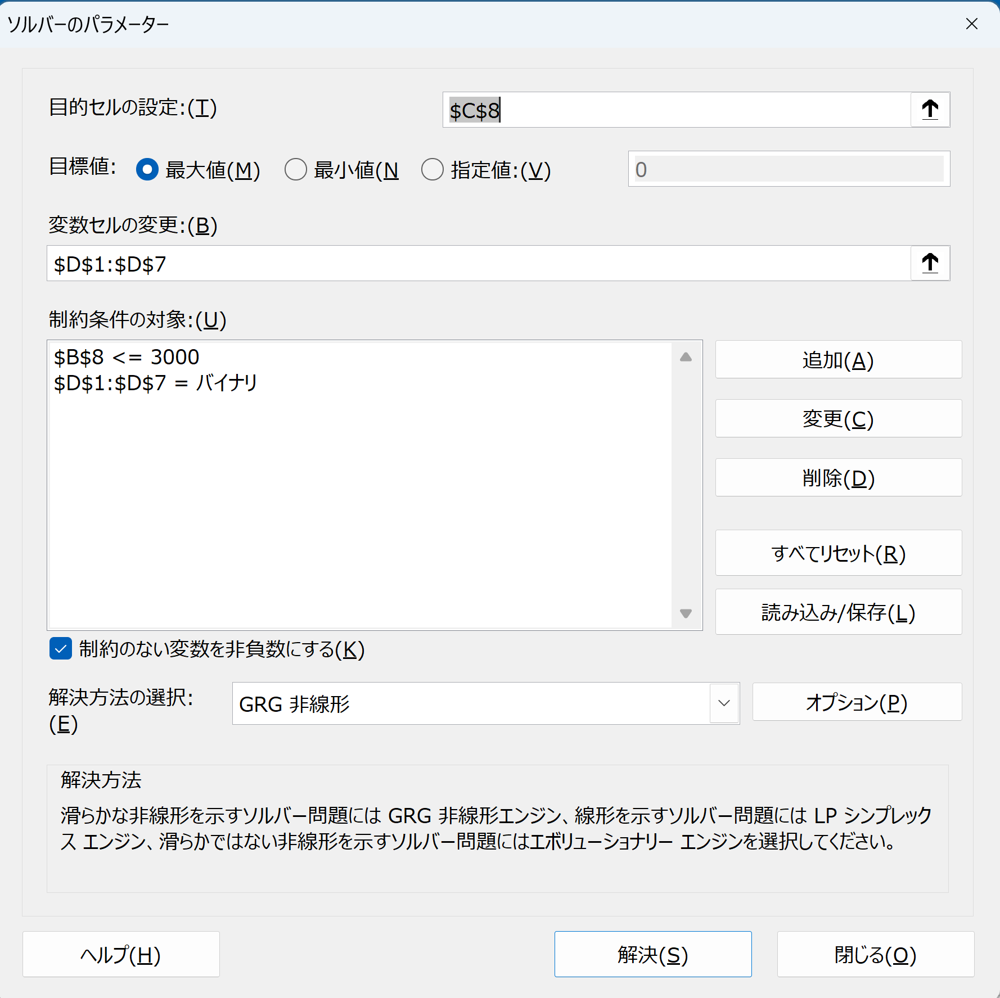 ソルバーのパラメーター
目的セルの設定:(T)
$C$8
目標値:
最大値(M)
最小値(N
指定値:(V)
0
変数セルの変更:(B)
$D$1:$D$7
制約条件の対象:(U)
$B$8 <= 3000
$D$1:$D$7 = バイナリ
追加(A)
変更(C)
削除(D)
すべてリセット(R)
読み込み/保存(L)
制約のない変数を非負数にする(K)
解決方法の選択:
(E)
GRG 非線形
オプション(P)
解決方法
滑らかな非線形を示すソルバー問題には GRG 非線形エンジン、線形を示すソルバー問題には LP シンプレック
ス エンジン、滑らかではない非線形を示すソルバー問題にはエボリューショナリー エンジンを選択してください。
ヘルプ(H)
解決(S)
閉じる(O)